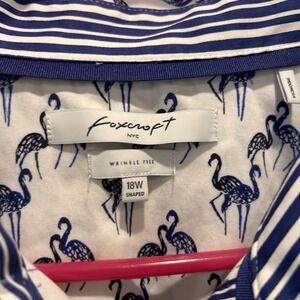 Foxcroft
NYC
WRINKLE FREE
18W
SHAPED